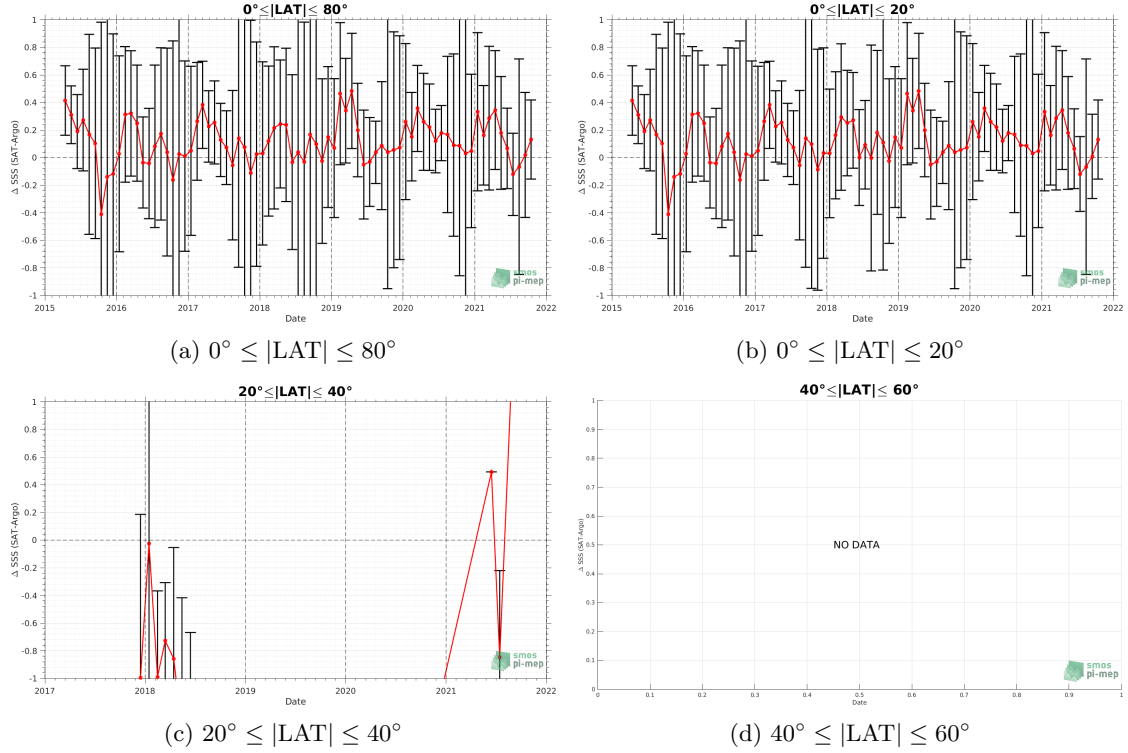 0°≤|LAT|≤ 80°
Δ SSS (SAT-Argo)
1
0.8
0.6
0.4
0.2
0
-0.2
-0.4
-0.6
-0.8
-1
2015 2016 2017 2018 2019 2020 2021 2022
Date
smos
pi-mep
(a) 0° ≤ |LAT| ≤ 80°
0°≤|LAT|≤ 20°
Δ SSS (SAT-Argo)
1
0.8
0.6
0.4
0.2
0
-0.2
-0.4
-0.6
-0.8
-1
2015 2016 2017 2018 2019 2020 2021 2022
Date
smos
pi-mep
(b) 0° ≤ |LAT| ≤ 20°
20°≤|LAT|≤ 40°
Δ SSS (SAT-Argo)
1
0.8
0.6
0.4
0.2
0
-0.2
-0.4
-0.6
-0.8
-1
2017 2018 2019 2020 2021 2022
Date
smos
pi-mep
(c) 20° ≤ |LAT| ≤ 40°
40°≤|LAT|≤ 60°
Δ SSS (SAT-Argo)
1
0.9
0.8
0.7
0.6
0.5
0.4
0.3
0.2
0.1
0
NO DATA
0 0.1 0.2 0.3 0.4 0.5 0.6 0.7 0.8 0.9 1
Date
smos
pi-mep
(d) 40° ≤ |LAT| ≤ 60°